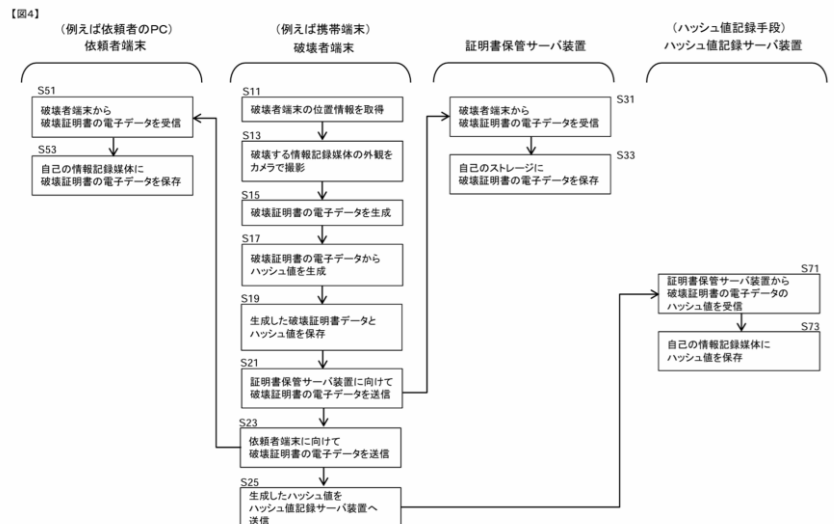 【図4】
(例えば依頼者のPC)
依頼者端末
S51
破壊者端末から
破壊証明書の電子データを受信
S53
自己の情報記録媒体に
破壊証明書の電子データを保存
(例えば携帯端末)
破壊者端末
S11
破壊者端末の位置情報を取得
S13
破壊する情報記録媒体の外観を
カメラで撮影
S15
破壊証明書の電子データを生成
S17
破壊証明書の電子データから
ハッシュ値を生成
S19
生成した破壊証明書データと
ハッシュ値を保存
S21
証明書保管サーバ装置に向けて
破壊証明書の電子データを送信
S23
依頼者端末に向けて
破壊証明書の電子データを送信
S25
生成したハッシュ値を
ハッシュ値記録サーバ装置へ
送信
証明書保管サーバ装置
S31
破壊者端末から
破壊証明書の電子データを受信
S33
自己のストレージに
破壊証明書の電子データを保存
(ハッシュ値記録手段)
ハッシュ値記録サーバ装置
S71
証明書保管サーバ装置から
破壊証明書の電子データの
ハッシュ値を受信
S73
自己の情報記録媒体に
ハッシュ値を保存